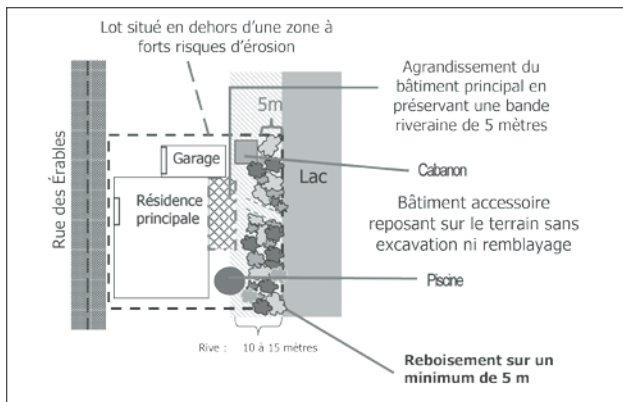 Lot situé en dehors d'une zone à
forts risques d'érosion
Agrandissement du
bâtiment principal en
préservant une bande
riveraine de 5 mètres
5m
Garage
Cabanon
Lac
Rue des Érables
Résidence
principale
Bâtiment accessoire
reposant sur le terrain sans
excavation ni remblayage
Piscine
Rive : 10 à 15 mètres
Reboisement sur un
minimum de 5 m